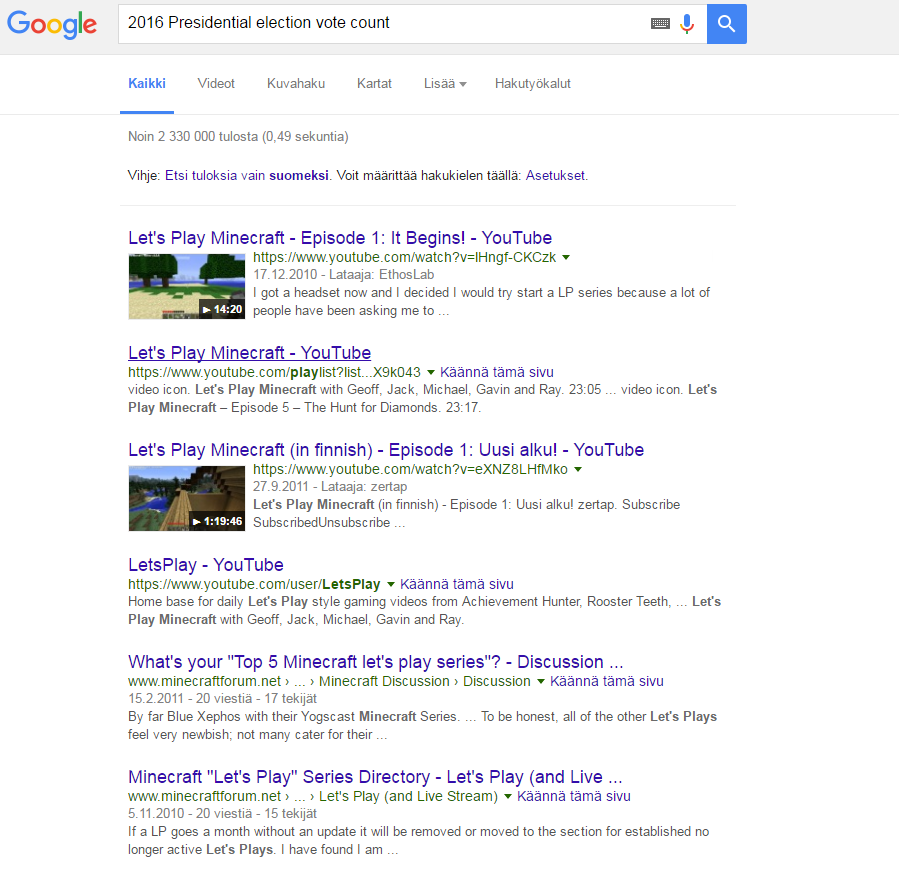 Google
2016 Presidential election vote count
Kaikki Videot Kuvahaku Kartat Lisää Hakutyökalut
Noin 2 330 000 tulosta (0,49 sekuntia)
Vihje: Etsi tuloksia vain suomeksi. Voit määrittää hakukielen täällä: Asetukset.
Let's Play Minecraft - Episode 1: It Begins! - YouTube
https://www.youtube.com/watch?v=IHngf-CKCzk
17.12.2010 - Lataaja: EthosLab
I got a headset now and I decided I would try start a LP series because a lot of
people have been asking me to ...
14:20
Let's Play Minecraft - YouTube
https://www.youtube.com/playlist?list...X9k043 Käännä tämä sivu
video icon. Let's Play Minecraft with Geoff, Jack, Michael, Gavin and Ray. 23:05 ... video icon. Let's
Play Minecraft – Episode 5 – The Hunt for Diamonds. 23:17.
Let's Play Minecraft (in finnish) - Episode 1: Uusi alku! - YouTube
https://www.youtube.com/watch?v=eXNZ8LHfMko
27.9.2011 - Lataaja: zertap
Let's Play Minecraft (in finnish) - Episode 1: Uusi alku! zertap. Subscribe
SubscribedUnsubscribe ...
1:19:46
LetsPlay - YouTube
https://www.youtube.com/user/LetsPlay Käännä tämä sivu
Home base for daily Let's Play style gaming videos from Achievement Hunter, Rooster Teeth, ... Let's
Play Minecraft with Geoff, Jack, Michael, Gavin and Ray.
What's your "Top 5 Minecraft let's play series"? - Discussion ...
www.minecraftforum.net › ... › Minecraft Discussion › Discussion Käännä tämä sivu
15.2.2011 - 20 viestiä - 17 tekijät
By far Blue Xephos with their Yogscast Minecraft Series. ... To be honest, all of the other Let's Plays
feel very newbish; not many cater for their ...
Minecraft "Let's Play" Series Directory - Let's Play (and Live ...
www.minecraftforum.net › ... › Let's Play (and Live Stream) Käännä tämä sivu
5.11.2010 - 20 viestiä - 15 tekijät
If a LP goes a month without an update it will be removed or moved to the section for established no
longer active Let's Plays. I have found I am ...